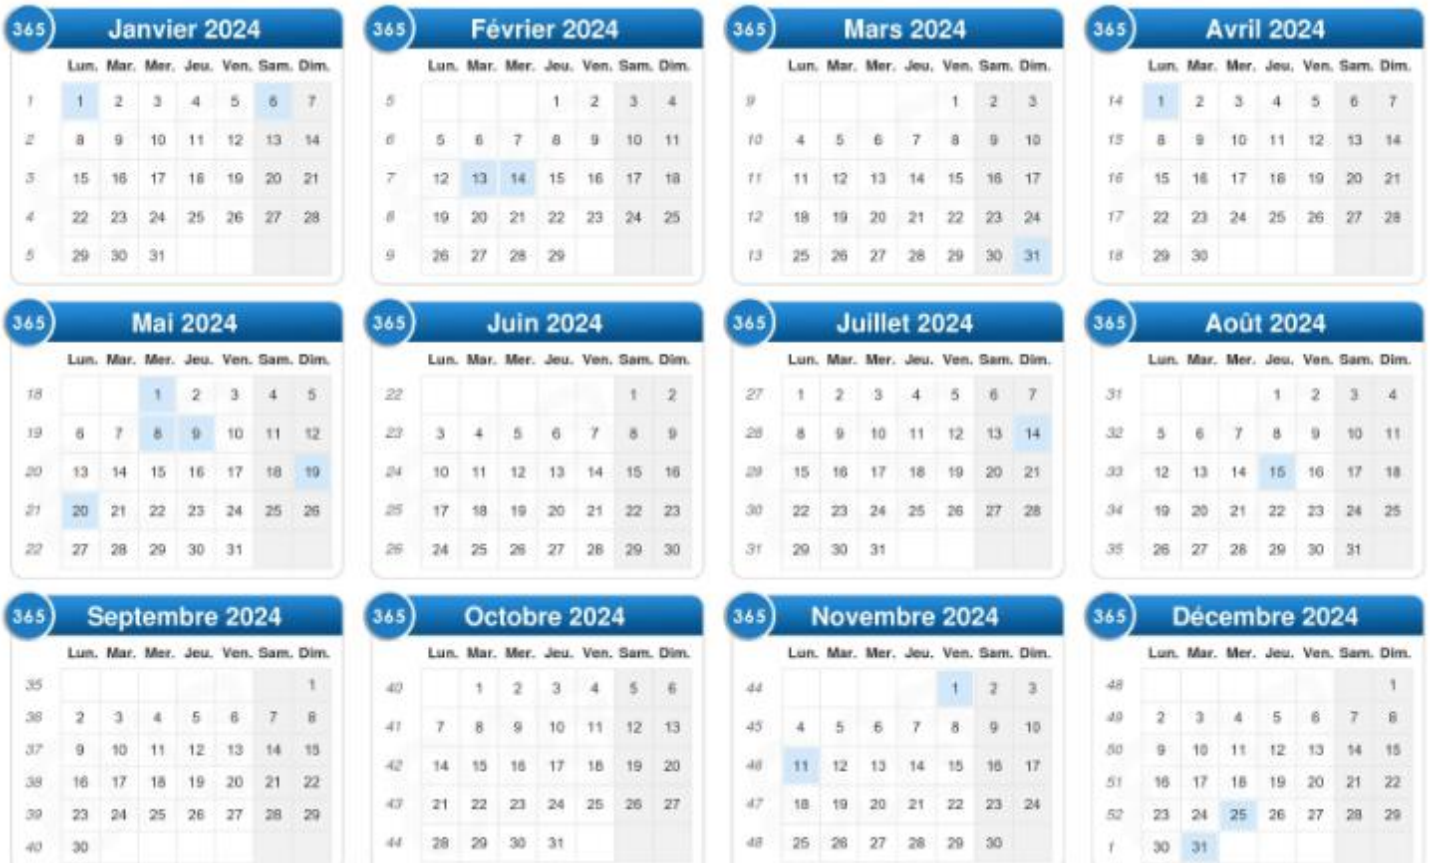 365 Janvier 2024
Lun. Mar. Mer. Jeu. Ven. Sam. Dim.
1 1 2 3 4 5 6 7
2 8 9 10 11 12 13 14
3 15 16 17 18 19 20 21
4 22 23 24 25 26 27 28
5 29 30 31
365 Février 2024
Lun. Mar. Mer. Jeu. Ven. Sam. Dim.
5 1 2 3 4
6 5 6 7 8 9 10 11
7 12 13 14 15 16 17 18
8 19 20 21 22 23 24 25
9 26 27 28 29
365 Mars 2024
Lun. Mar. Mer. Jeu. Ven. Sam. Dim.
9 1 2 3
10 4 5 6 7 8 9 10
11 11 12 13 14 15 16 17
12 18 19 20 21 22 23 24
13 25 26 27 28 29 30 31
365 Avril 2024
Lun. Mar. Mer. Jeu. Ven. Sam. Dim.
14 1 2 3 4 5 6 7
15 8 9 10 11 12 13 14
16 15 16 17 18 19 20 21
17 22 23 24 25 26 27 28
18 29 30
365 Mai 2024
Lun. Mar. Mer. Jeu. Ven. Sam. Dim.
18 1 2 3 4 5
19 6 7 8 9 10 11 12
20 13 14 15 16 17 18 19
21 20 21 22 23 24 25 26
22 27 28 29 30 31
365 Juin 2024
Lun. Mar. Mer. Jeu. Ven. Sam. Dim.
22 1 2
23 3 4 5 6 7 8 9
24 10 11 12 13 14 15 16
25 17 18 19 20 21 22 23
26 24 25 26 27 28 29 30
365 Juillet 2024
Lun. Mar. Mer. Jeu. Ven. Sam. Dim.
27 1 2 3 4 5 6 7
28 8 9 10 11 12 13 14
29 15 16 17 18 19 20 21
30 22 23 24 25 26 27 28
31 29 30 31
365 Août 2024
Lun. Mar. Mer. Jeu. Ven. Sam. Dim.
31 1 2 3 4
32 5 6 7 8 9 10 11
33 12 13 14 15 16 17 18
34 19 20 21 22 23 24 25
35 26 27 28 29 30 31
365 Septembre 2024
Lun. Mar. Mer. Jeu. Ven. Sam. Dim.
35 1
36 2 3 4 5 6 7 8
37 9 10 11 12 13 14 15
38 16 17 18 19 20 21 22
39 23 24 25 26 27 28 29
40 30
365 Octobre 2024
Lun. Mar. Mer. Jeu. Ven. Sam. Dim.
40 1 2 3 4 5 6
41 7 8 9 10 11 12 13
42 14 15 16 17 18 19 20
43 21 22 23 24 25 26 27
44 28 29 30 31
365 Novembre 2024
Lun. Mar. Mer. Jeu. Ven. Sam. Dim.
44 1 2 3
45 4 5 6 7 8 9 10
46 11 12 13 14 15 16 17
47 18 19 20 21 22 23 24
48 25 26 27 28 29 30
365 Décembre 2024
Lun. Mar. Mer. Jeu. Ven. Sam. Dim.
48 1
49 2 3 4 5 6 7 8
50 9 10 11 12 13 14 15
51 16 17 18 19 20 21 22
52 23 24 25 26 27 28 29
1 30 31